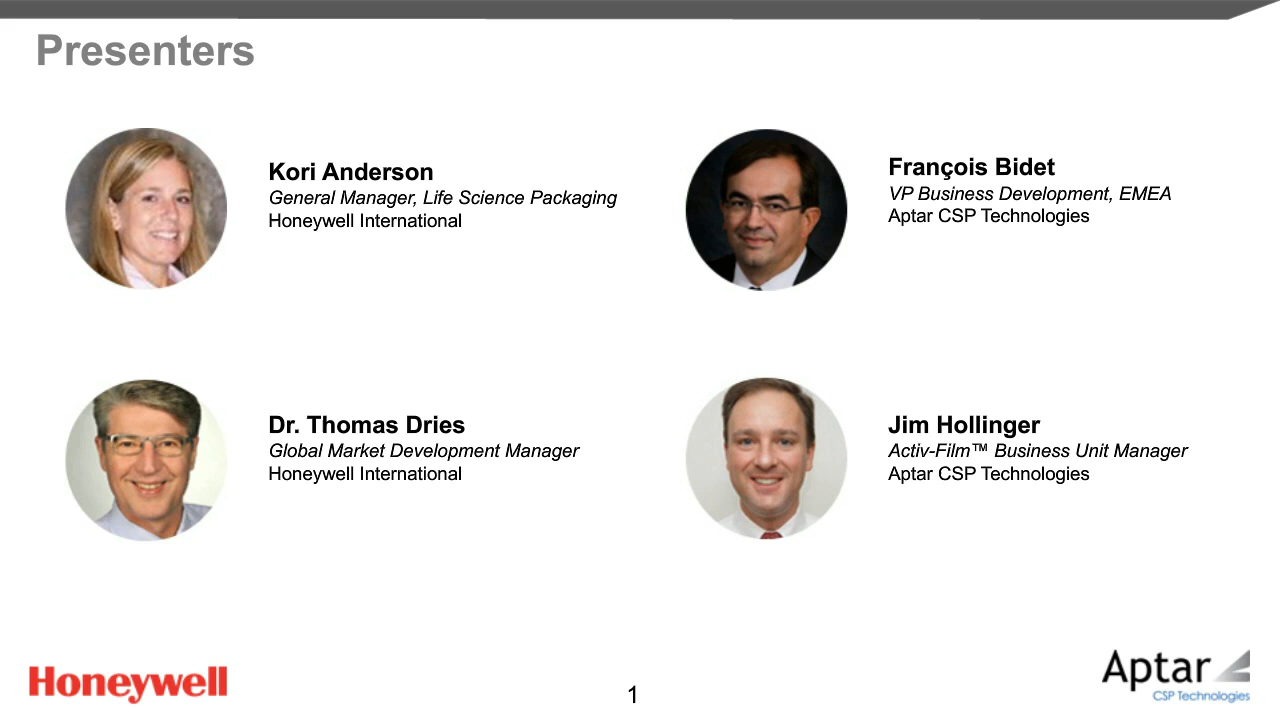 Presenters
Kori Anderson
General Manager, Life Science Packaging
Honeywell International
François Bidet
VP Business Development, EMEA
Aptar CSP Technologies
Dr. Thomas Dries
Global Market Development Manager
Honeywell International
Jim Hollinger
Activ-Film™ Business Unit Manager
Aptar CSP Technologies
Honeywell
1
Aptar
CSP Technologies